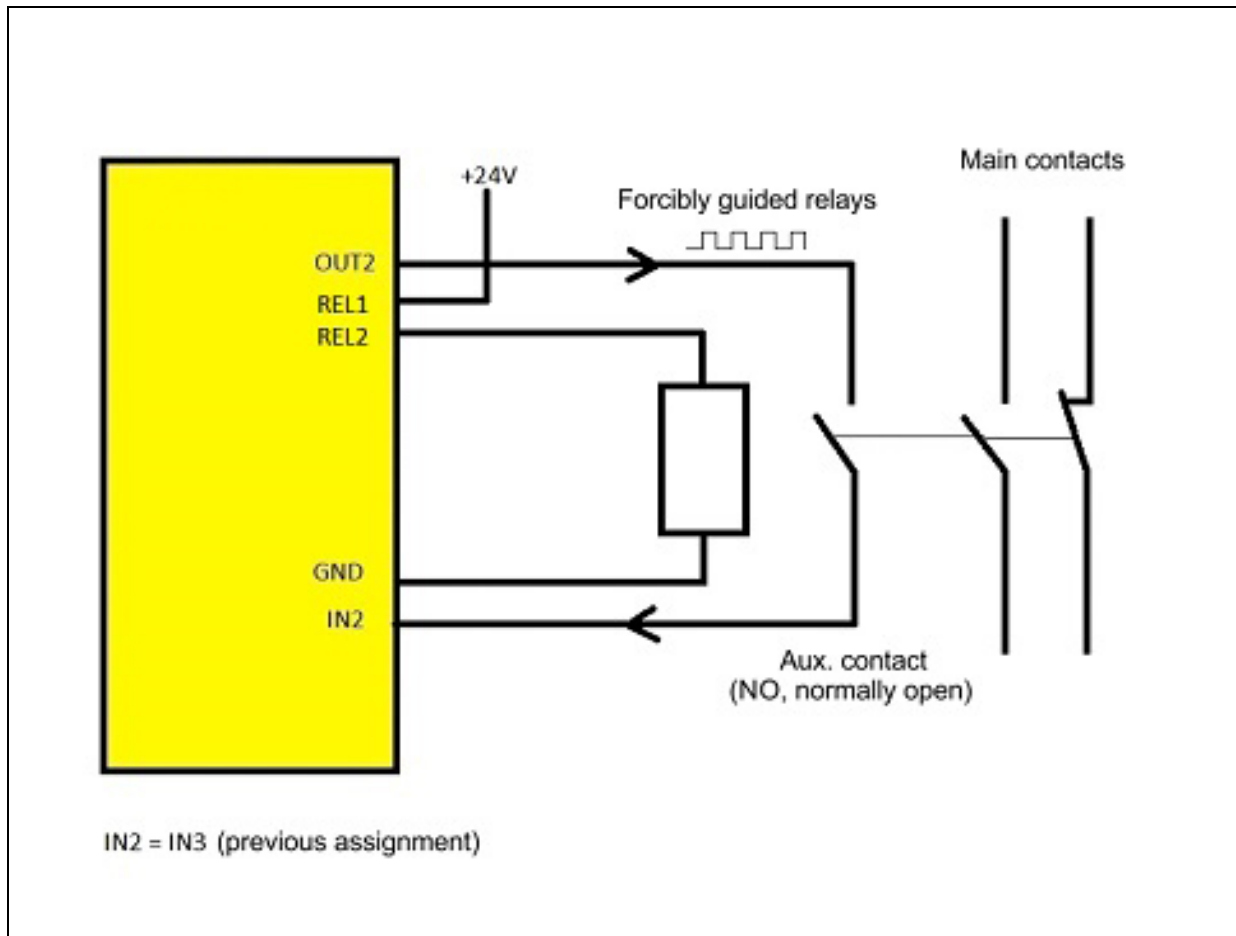 Main contacts
+24V
Forcibly guided relays
OUT2
REL1
REL2
GND
IN2
Aux. contact
(NO, normally open)
IN2 = IN3 (previous assignment)